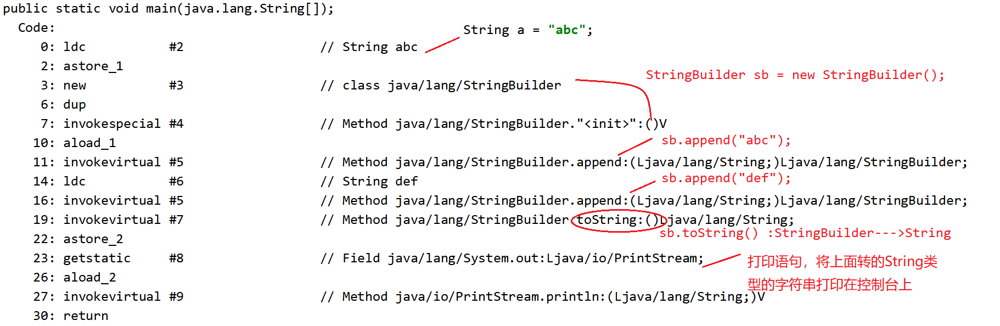 public static void main(java.lang.String[]);
Code:
String a = "abc";
0: ldc #2 // String abc
2: astore_1
StringBuilder sb = new StringBuilder();
3: new #3 // class java/lang/StringBuilder
6: dup
7: invokespecial #4 // Method java/lang/StringBuilder."<init>":()V
10: aload_1
sb.append("abc");
11: invokevirtual #5 // Method java/lang/StringBuilder.append:(Ljava/lang/String;)Ljava/lang/StringBuilder;
14: ldc #6 // String def
sb.append("def");
16: invokevirtual #5 // Method java/lang/StringBuilder.append:(Ljava/lang/String;)Ljava/lang/StringBuilder;
19: invokevirtual #7 // Method java/lang/StringBuilder.toString:()Ljava/lang/String;
sb.toString() :StringBuilder--->String
22: astore_2
23: getstatic #8 // Field java/lang/System.out:Ljava/io/PrintStream;
打印语句，将上面转的String类
型的字符串打印在控制台上
26: aload_2
27: invokevirtual #9 // Method java/io/PrintStream.println:(Ljava/lang/String;)V
30: return